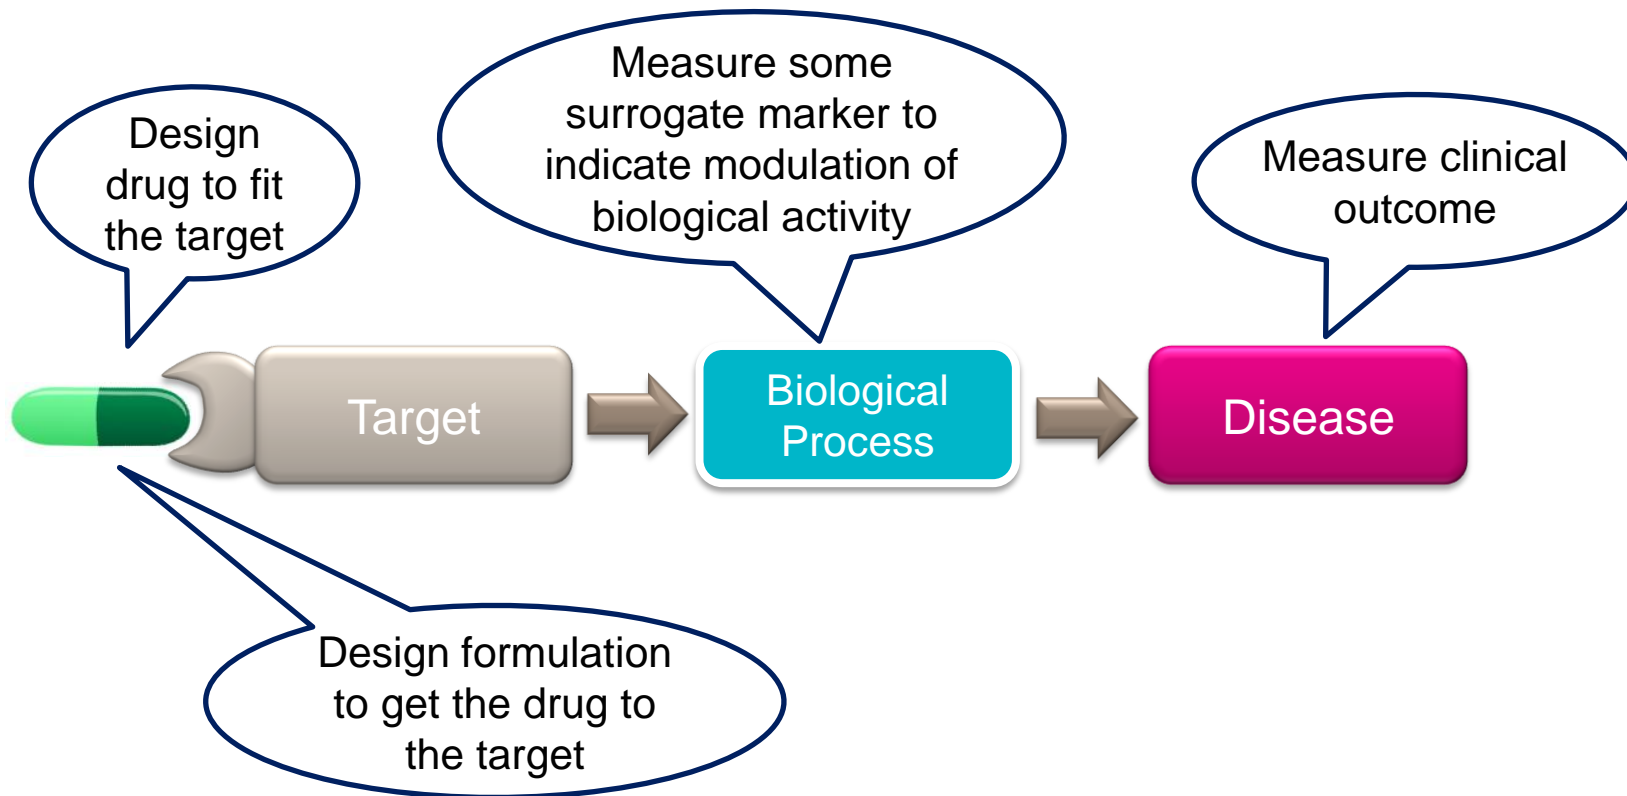 Design
drug to fit
the target
Measure some
surrogate marker to
indicate modulation of
biological activity
Measure clinical
outcome
Target
Biological
Process
Disease
Design formulation
to get the drug to
the target